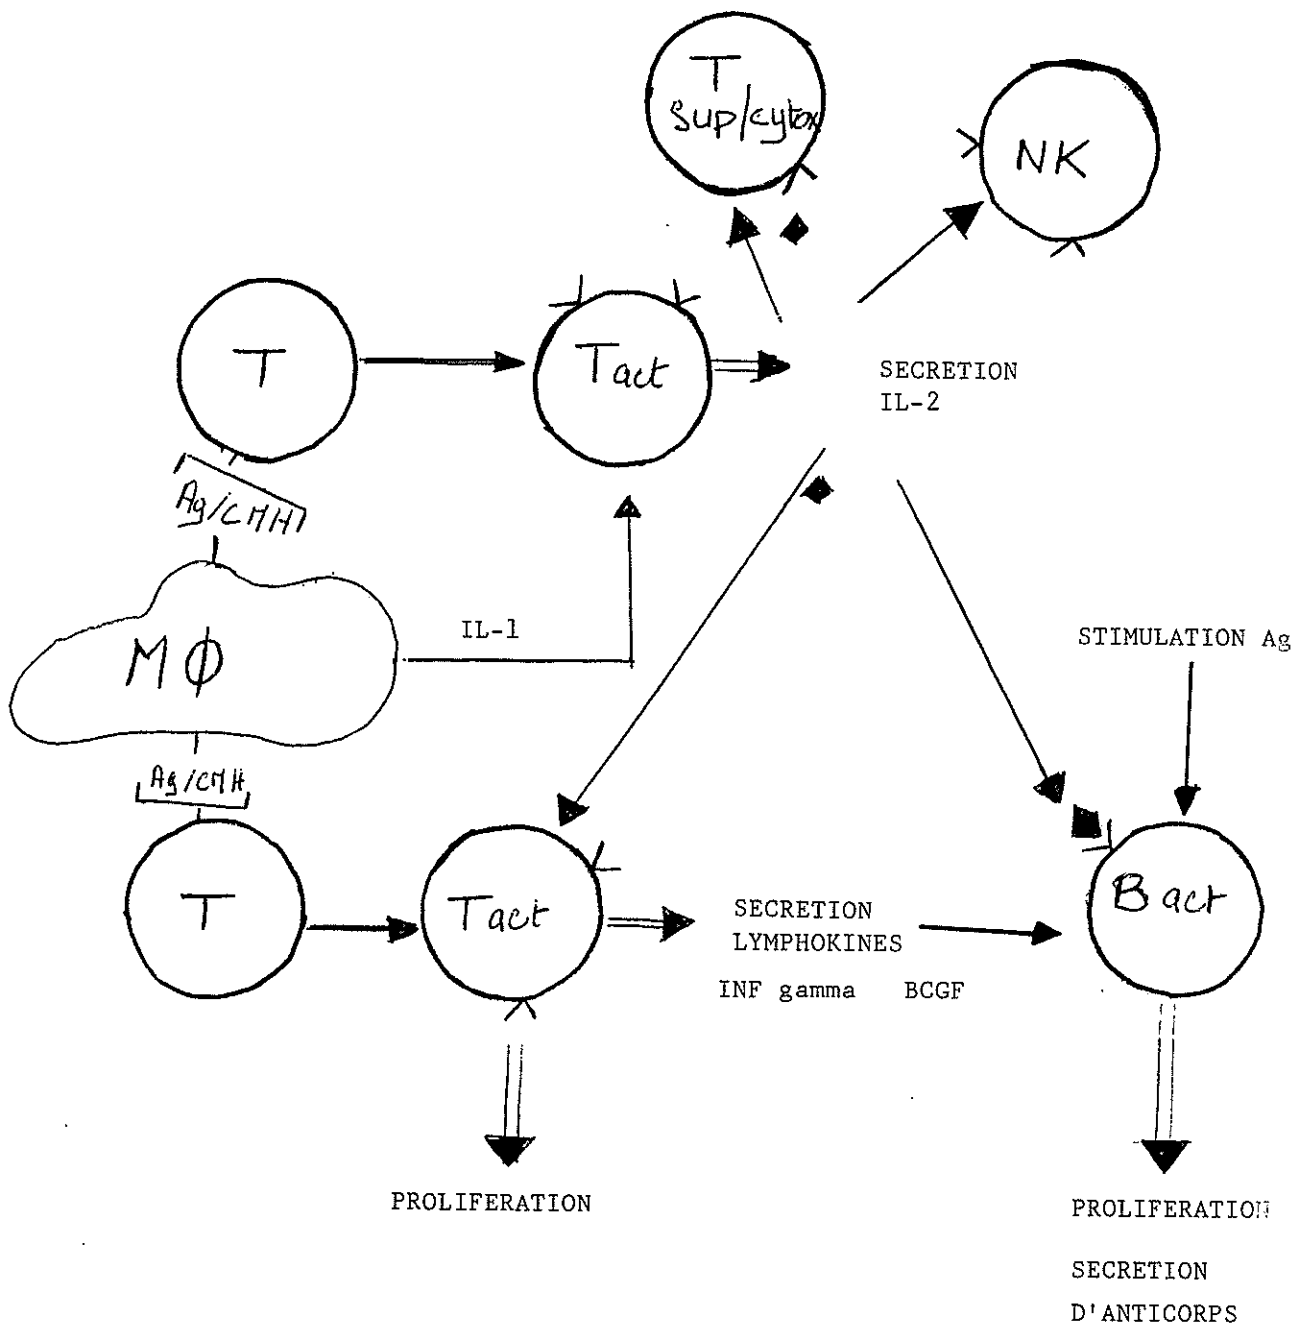 T
Sup/cytox
NK
T
Tact
SECRETION
IL-2
Ag/CMH
MØ
IL-1
STIMULATION Ag
Ag/CMH
T
Tact
SECRETION
LYMPHOKINES
INF gamma BCGF
B act
PROLIFERATION
PROLIFERATION
SECRETION
D'ANTICORPS